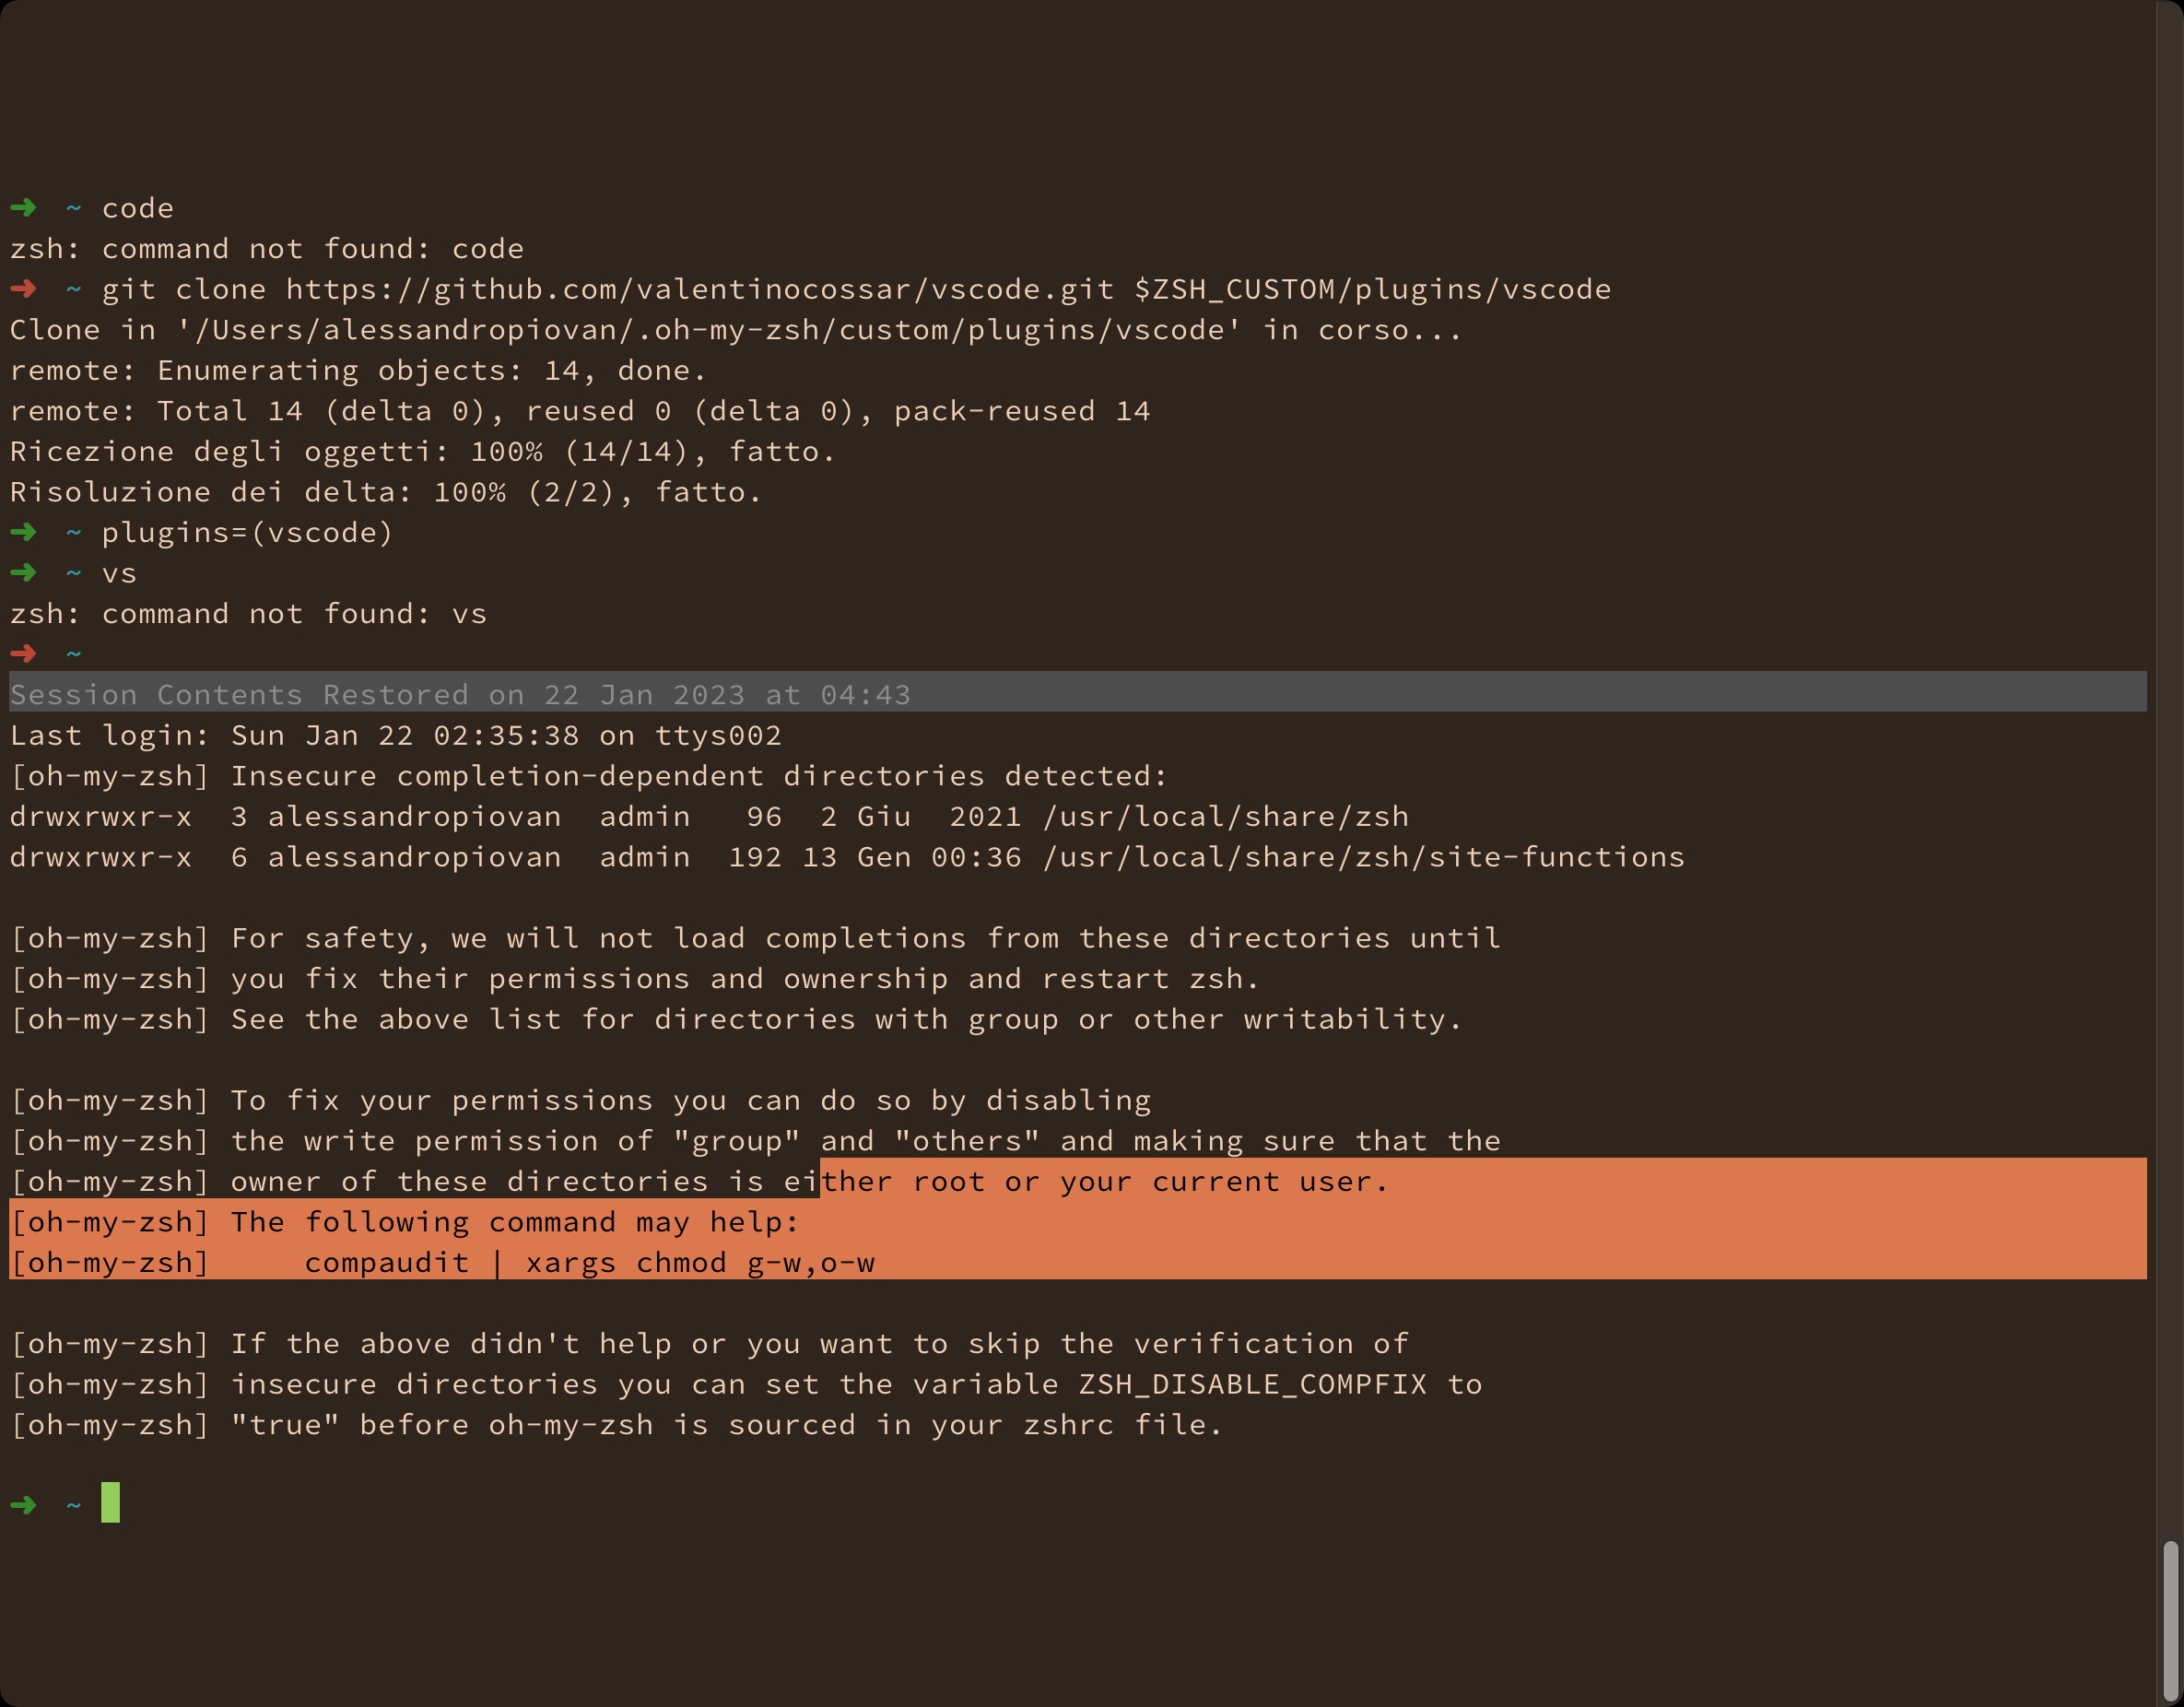 ➜  ~ code
zsh: command not found: code
➜  ~ git clone https://github.com/valentinocossar/vscode.git $ZSH_CUSTOM/plugins/vscode
Clone in '/Users/alessandropiovan/.oh-my-zsh/custom/plugins/vscode' in corso...
remote: Enumerating objects: 14, done.
remote: Total 14 (delta 0), reused 0 (delta 0), pack-reused 14
Ricezione degli oggetti: 100% (14/14), fatto.
Risoluzione dei delta: 100% (2/2), fatto.
➜  ~ plugins=(vscode)
➜  ~ vs
zsh: command not found: vs
➜  ~
Session Contents Restored on 22 Jan 2023 at 04:43
Last login: Sun Jan 22 02:35:38 on ttys002
[oh-my-zsh] Insecure completion-dependent directories detected:
drwxrwxr-x  3 alessandropiovan  admin   96  2 Giu  2021 /usr/local/share/zsh
drwxrwxr-x  6 alessandropiovan  admin  192 13 Gen 00:36 /usr/local/share/zsh/site-functions

[oh-my-zsh] For safety, we will not load completions from these directories until
[oh-my-zsh] you fix their permissions and ownership and restart zsh.
[oh-my-zsh] See the above list for directories with group or other writability.

[oh-my-zsh] To fix your permissions you can do so by disabling
[oh-my-zsh] the write permission of "group" and "others" and making sure that the
[oh-my-zsh] owner of these directories is either root or your current user.
[oh-my-zsh] The following command may help:
[oh-my-zsh]     compaudit | xargs chmod g-w,o-w

[oh-my-zsh] If the above didn't help or you want to skip the verification of
[oh-my-zsh] insecure directories you can set the variable ZSH_DISABLE_COMPFIX to
[oh-my-zsh] "true" before oh-my-zsh is sourced in your zshrc file.

➜  ~